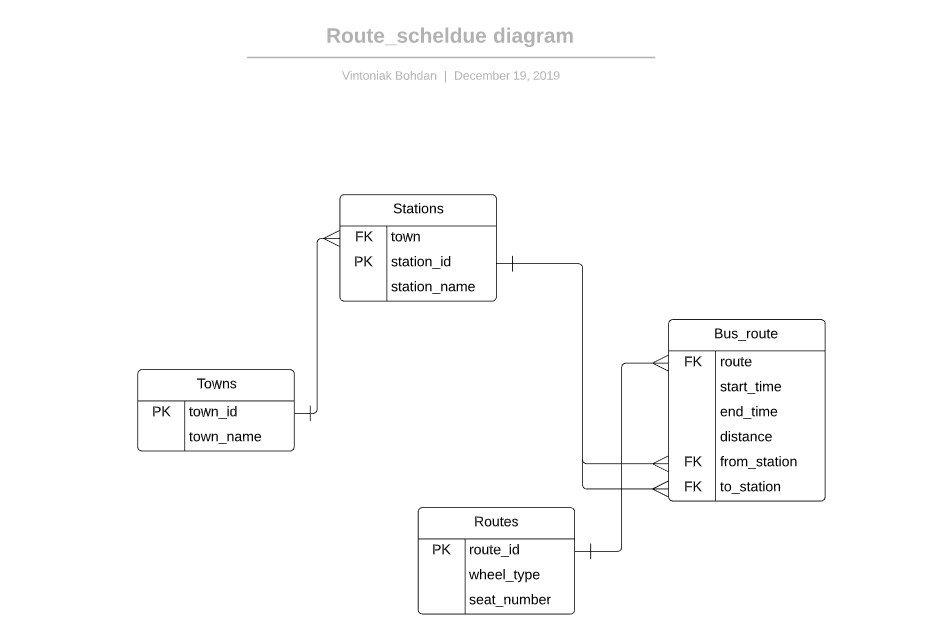 Route_scheldue diagram
Vintoniak Bohdan | December 19, 2019
Stations
FK town
PK station_id
station_name
Bus_route
FK route
start_time
end_time
distance
FK from_station
FK to_station
Towns
PK town_id
town_name
Routes
PK route_id
wheel_type
seat_number